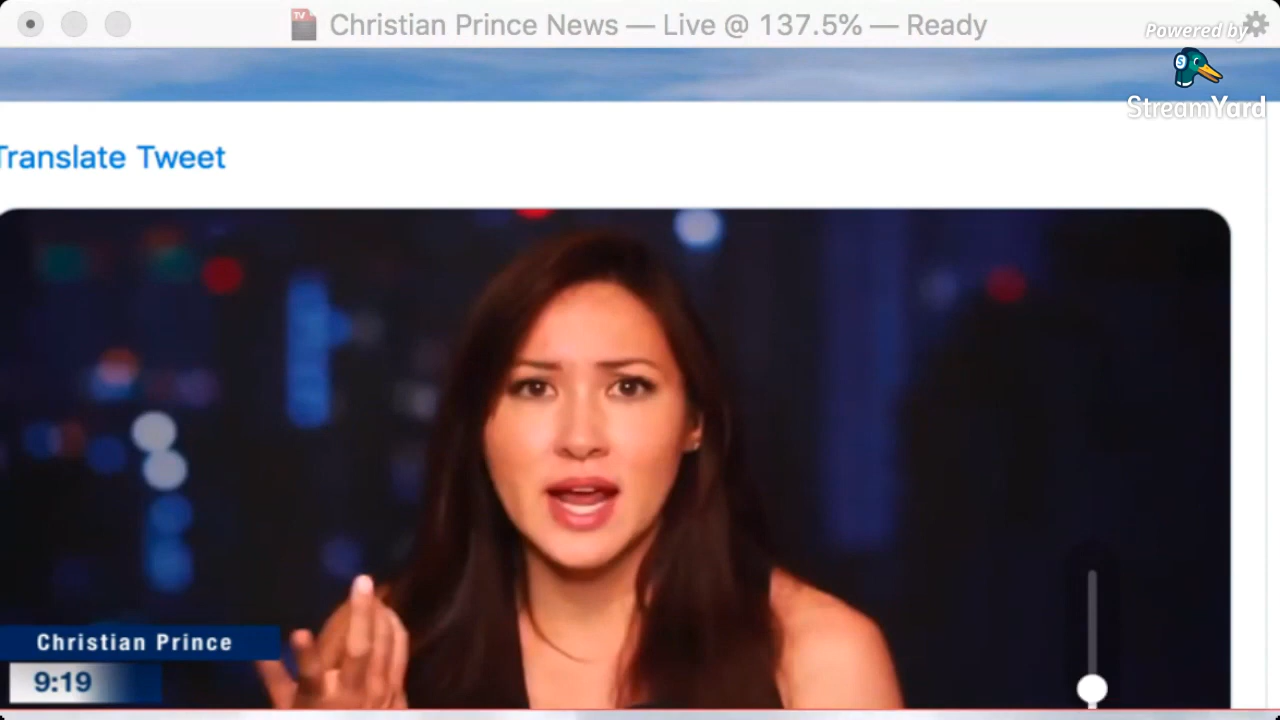 Christian Prince News — Live @ 137.5% — Ready
Powered by
StreamYard
Translate Tweet
Christian Prince
9:19